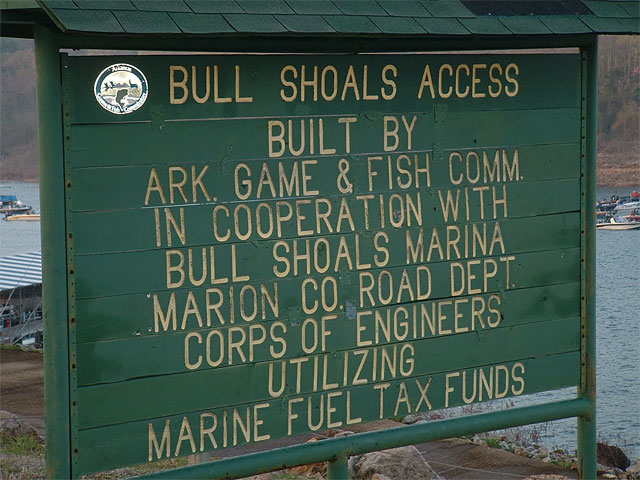 BULL SHOALS ACCESS
BUILT BY
ARK. GAME & FISH COMM.
IN COOPERATION WITH
BULL SHOALS MARINA
MARION CO. ROAD DEPT.
CORPS OF ENGINEERS
UTILIZING
MARINE FUEL TAX FUNDS